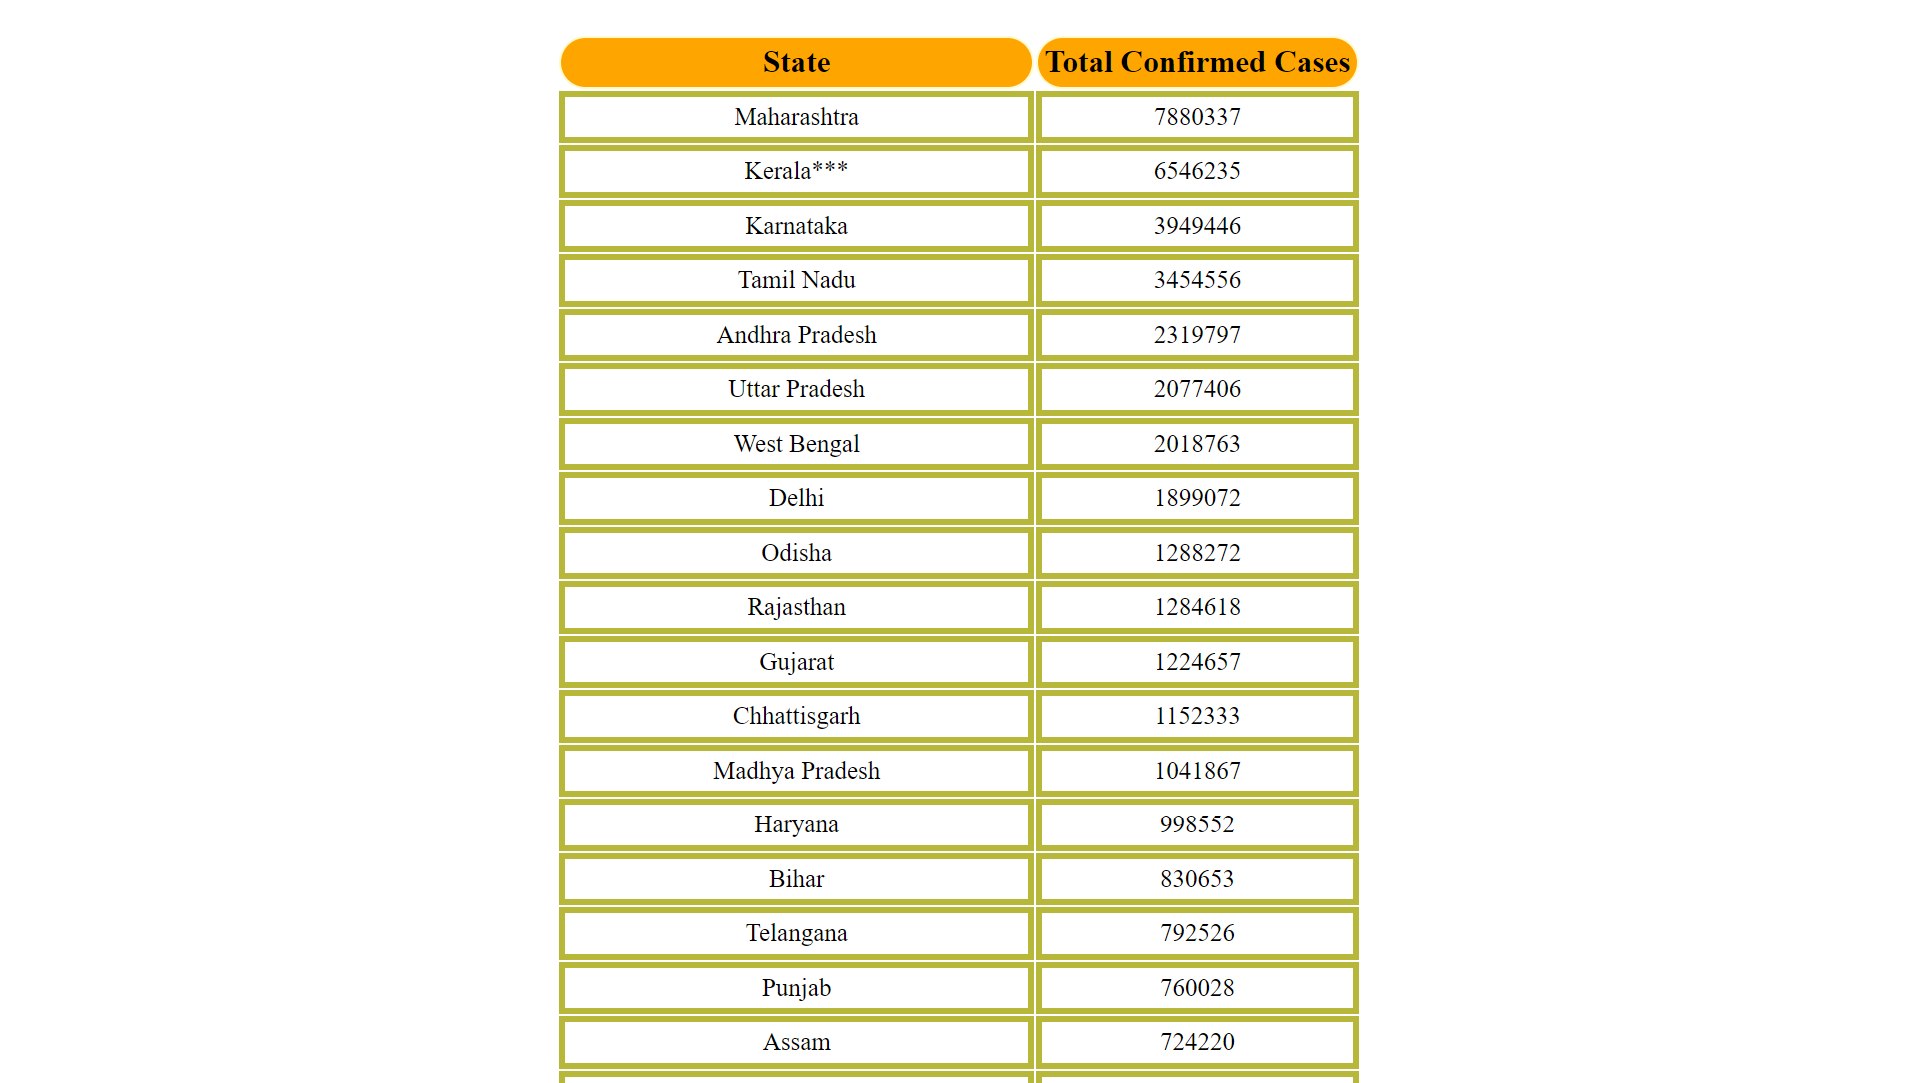 State Total Confirmed Cases
Maharashtra 7880337
Kerala*** 6546235
Karnataka 3949446
Tamil Nadu 3454556
Andhra Pradesh 2319797
Uttar Pradesh 2077406
West Bengal 2018763
Delhi 1899072
Odisha 1288272
Rajasthan 1284618
Gujarat 1224657
Chhattisgarh 1152333
Madhya Pradesh 1041867
Haryana 998552
Bihar 830653
Telangana 792526
Punjab 760028
Assam 724220